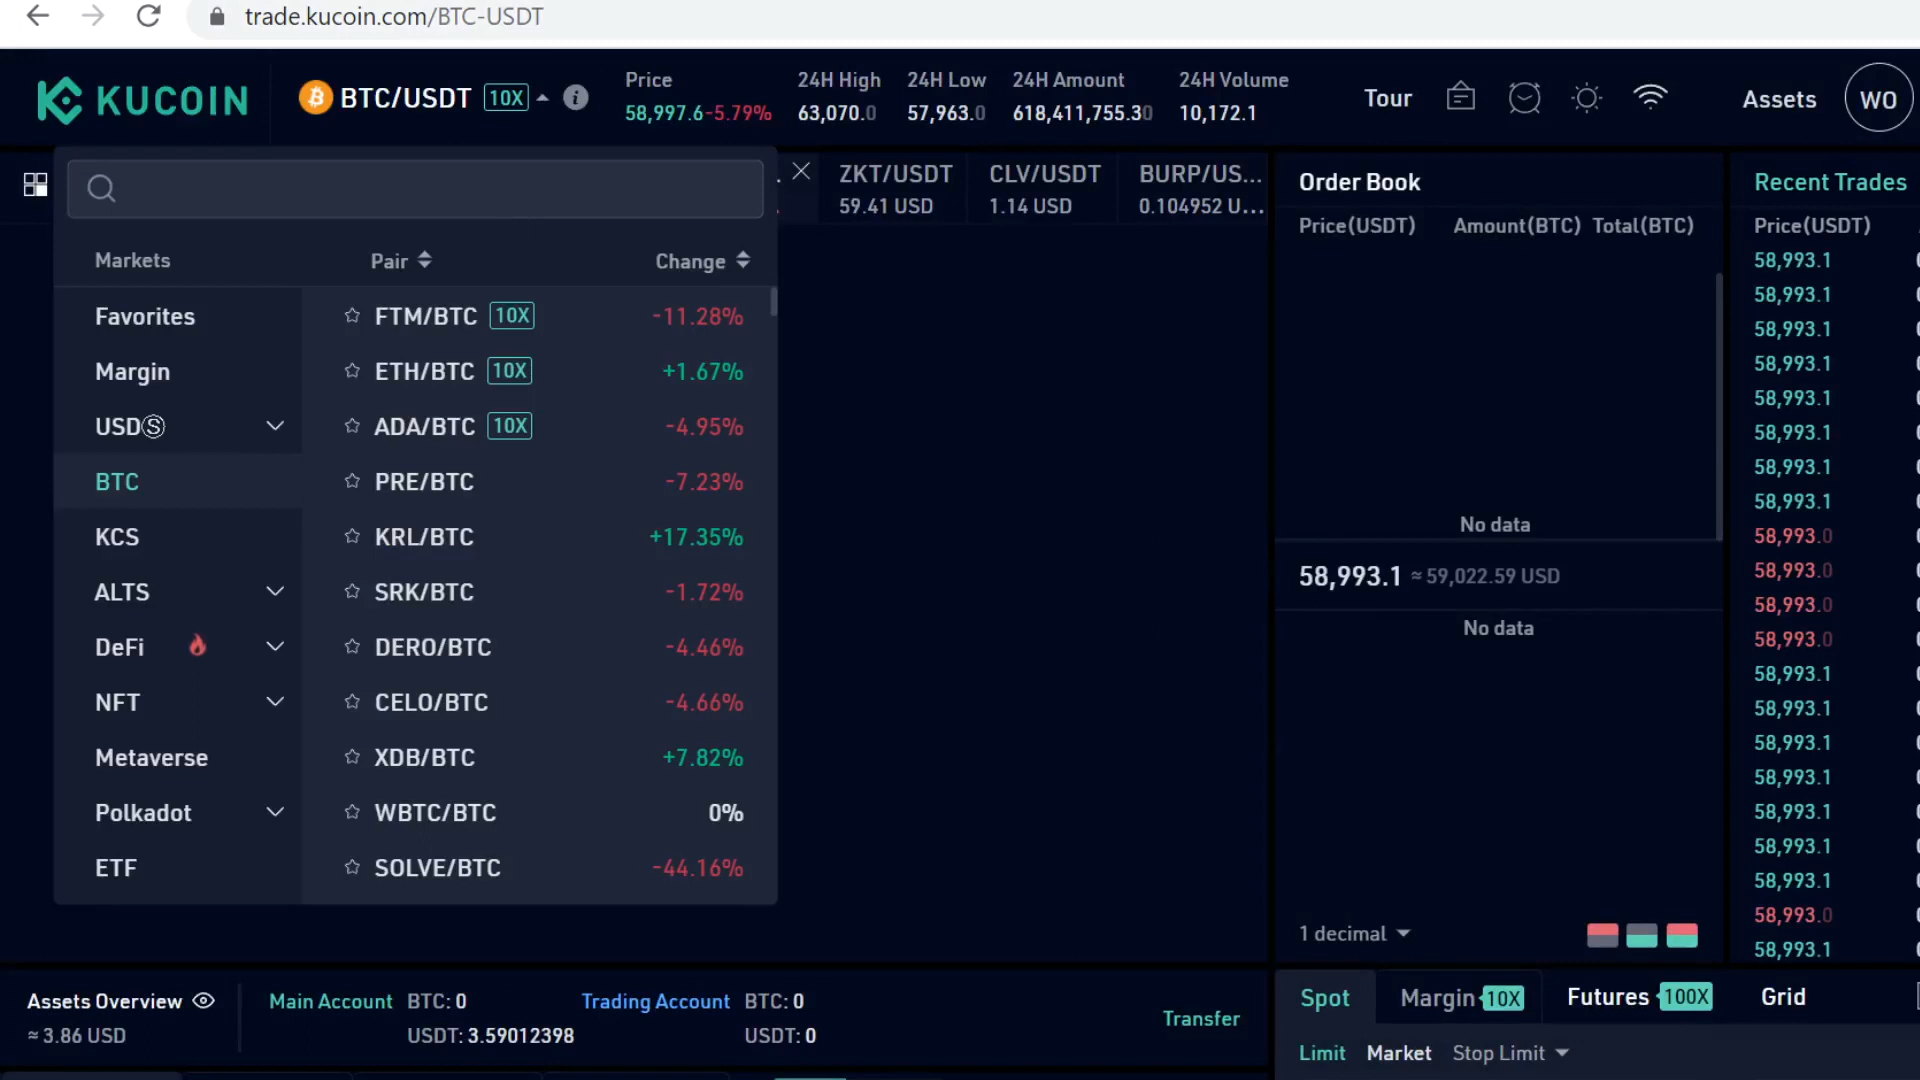 trade.kucoin.com/BTC-USDT
KUCOIN
BTC/USDT 10X
Price
58,997.6 -5.79%
24H High
63,070.0
24H Low
57,963.0
24H Amount
618,411,755.30
24H Volume
10,172.1
Tour
Assets
WO
ZKT/USDT
59.41 USD
CLV/USDT
1.14 USD
BURP/US...
0.104952 U...
Markets
Pair
Change
Favorites
Margin
USDⓈ
BTC
KCS
ALTS
DeFi
NFT
Metaverse
Polkadot
ETF
FTM/BTC 10X -11.28%
ETH/BTC 10X +1.67%
ADA/BTC 10X -4.95%
PRE/BTC -7.23%
KRL/BTC +17.35%
SRK/BTC -1.72%
DERO/BTC -4.46%
CELO/BTC -4.66%
XDB/BTC +7.82%
WBTC/BTC 0%
SOLVE/BTC -44.16%
Order Book
Price(USDT) Amount(BTC) Total(BTC)
No data
58,993.1 ≈ 59,022.59 USD
No data
1 decimal
Recent Trades
Price(USDT)
58,993.1
58,993.1
58,993.1
58,993.1
58,993.1
58,993.1
58,993.1
58,993.1
58,993.0
58,993.0
58,993.0
58,993.0
58,993.1
58,993.1
58,993.1
58,993.1
58,993.1
58,993.1
58,993.1
58,993.0
58,993.1
Assets Overview
≈ 3.86 USD
Main Account BTC: 0
USDT: 3.59012398
Trading Account BTC: 0
USDT: 0
Transfer
Spot Margin 10X Futures 100X Grid
Limit Market Stop Limit